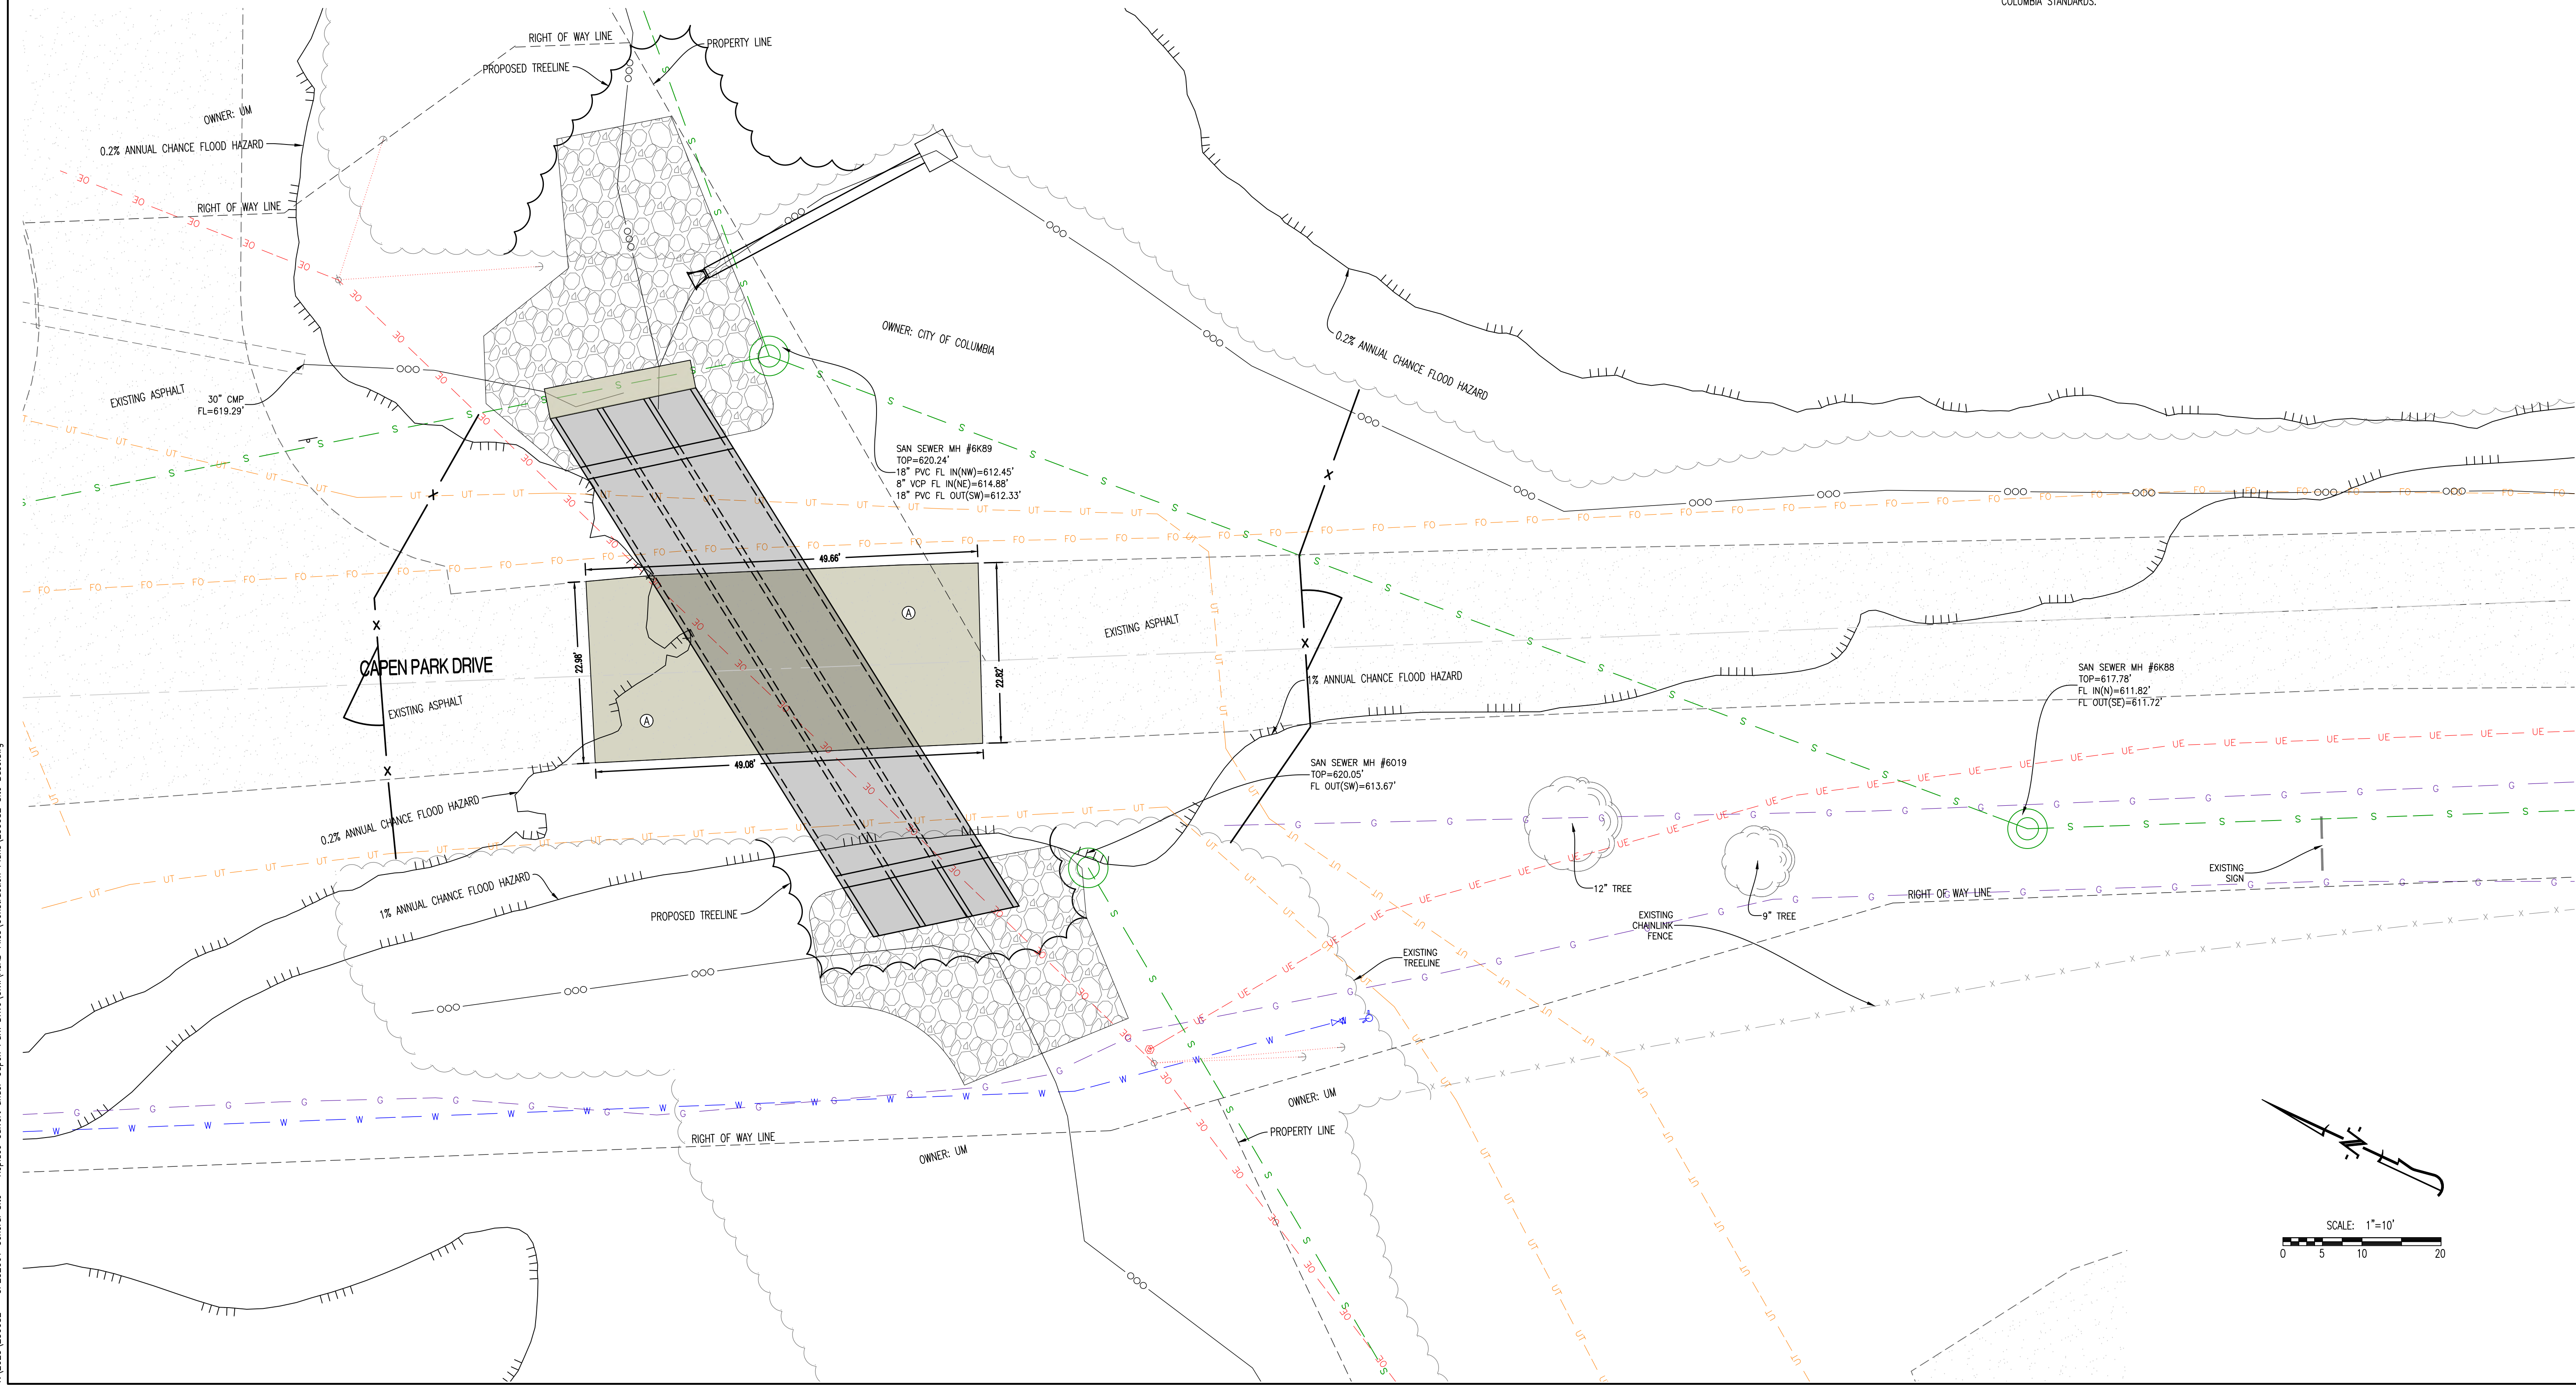 COLUMBIA STANDARDS.
RIGHT OF WAY LINE
PROPERTY LINE
PROPOSED TREELINE
OWNER: UM
0.2% ANNUAL CHANCE FLOOD HAZARD
RIGHT OF WAY LINE
OWNER: CITY OF COLUMBIA
0.2% ANNUAL CHANCE FLOOD HAZARD
EXISTING ASPHALT
30" CMP
FL=619.29'
SAN SEWER MH #6K89
TOP=620.24'
18" PVC FL IN(NW)=612.45'
8" VCP FL IN(NE)=614.88'
18" PVC FL OUT(SW)=612.33'
49.66'
22.98'
22.82'
49.08'
A
A
EXISTING ASPHALT
CAPEN PARK DRIVE
EXISTING ASPHALT
1% ANNUAL CHANCE FLOOD HAZARD
SAN SEWER MH #6K88
TOP=617.78'
FL IN(N)=611.82'
FL OUT(SE)=611.72'
SAN SEWER MH #6019
TOP=620.05'
FL OUT(SW)=613.67'
0.2% ANNUAL CHANCE FLOOD HAZARD
1% ANNUAL CHANCE FLOOD HAZARD
PROPOSED TREELINE
12" TREE
9" TREE
EXISTING
SIGN
RIGHT OF WAY LINE
EXISTING
CHAINLINK
FENCE
EXISTING
TREELINE
OWNER: UM
PROPERTY LINE
RIGHT OF WAY LINE
OWNER: UM
N
SCALE: 1"=10'
0 5 10 20